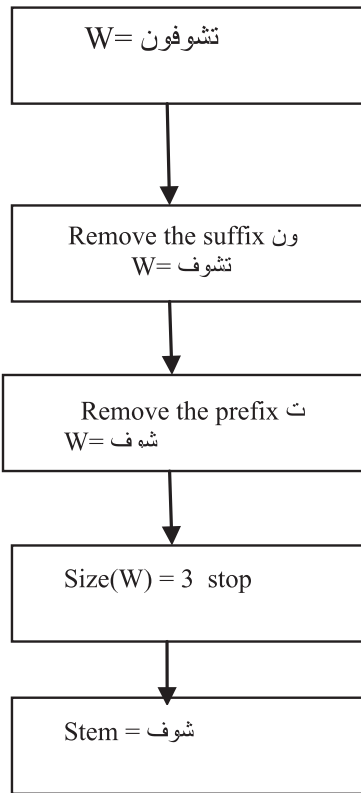 W= تشوفون
Remove the suffix ون
W= تشوف
Remove the prefix ت
W= شوف
Size(W) = 3 stop
Stem = شوف